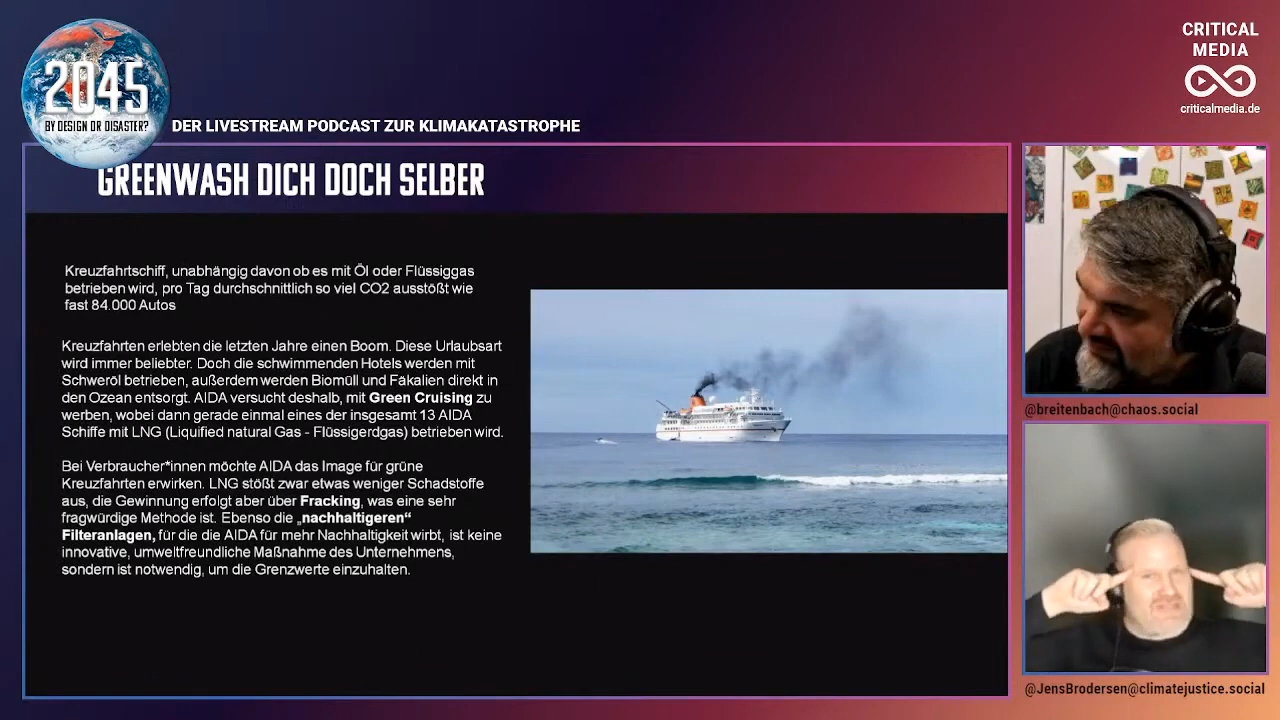 2045
BY DESIGN OR DISASTER?
DER LIVESTREAM PODCAST ZUR KLIMAKATASTROPHE
CRITICAL
MEDIA
criticalmedia.de
GREENWASH DICH DOCH SELBER
Kreuzfahrtschiff, unabhängig davon ob es mit Öl oder Flüssiggas
betrieben wird, pro Tag durchschnittlich so viel CO2 ausstößt wie
fast 84.000 Autos
Kreuzfahrten erlebten die letzten Jahre einen Boom. Diese Urlaubsart
wird immer beliebter. Doch die schwimmenden Hotels werden mit
Schweröl betrieben, außerdem werden Biomüll und Fäkalien direkt in
den Ozean entsorgt. AIDA versucht deshalb, mit Green Cruising zu
werben, wobei dann gerade einmal eines der insgesamt 13 AIDA
Schiffe mit LNG (Liquified natural Gas - Flüssigerdgas) betrieben wird.
Bei Verbraucher*innen möchte AIDA das Image für grüne
Kreuzfahrten erwirken. LNG stößt zwar etwas weniger Schadstoffe
aus, die Gewinnung erfolgt aber über Fracking, was eine sehr
fragwürdige Methode ist. Ebenso die „nachhaltigeren“
Filteranlagen, für die die AIDA für mehr Nachhaltigkeit wirbt, ist keine
innovative, umweltfreundliche Maßnahme des Unternehmens,
sondern ist notwendig, um die Grenzwerte einzuhalten.
@breitenbach@chaos.social
@JensBrodersen@climatejustice.social